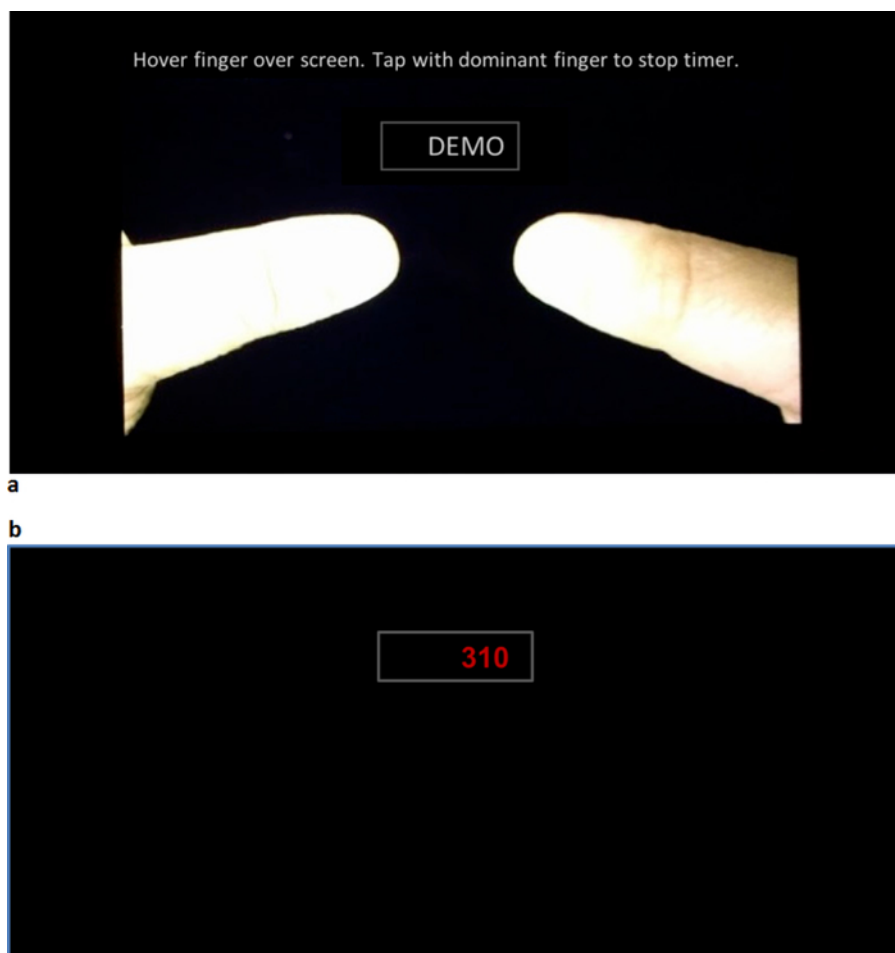 Hover finger over screen. Tap with dominant finger to stop timer.
DEMO
a
b
310